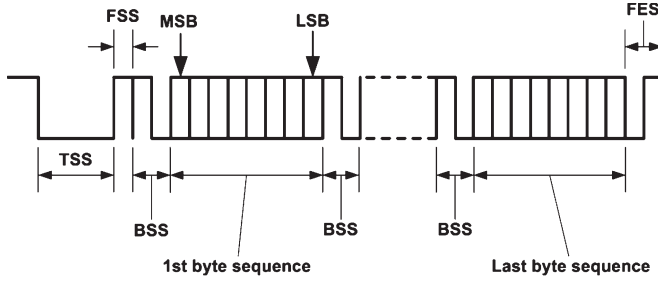 FSS
MSB
LSB
FES
TSS
BSS
BSS
BSS
1st byte sequence
Last byte sequence